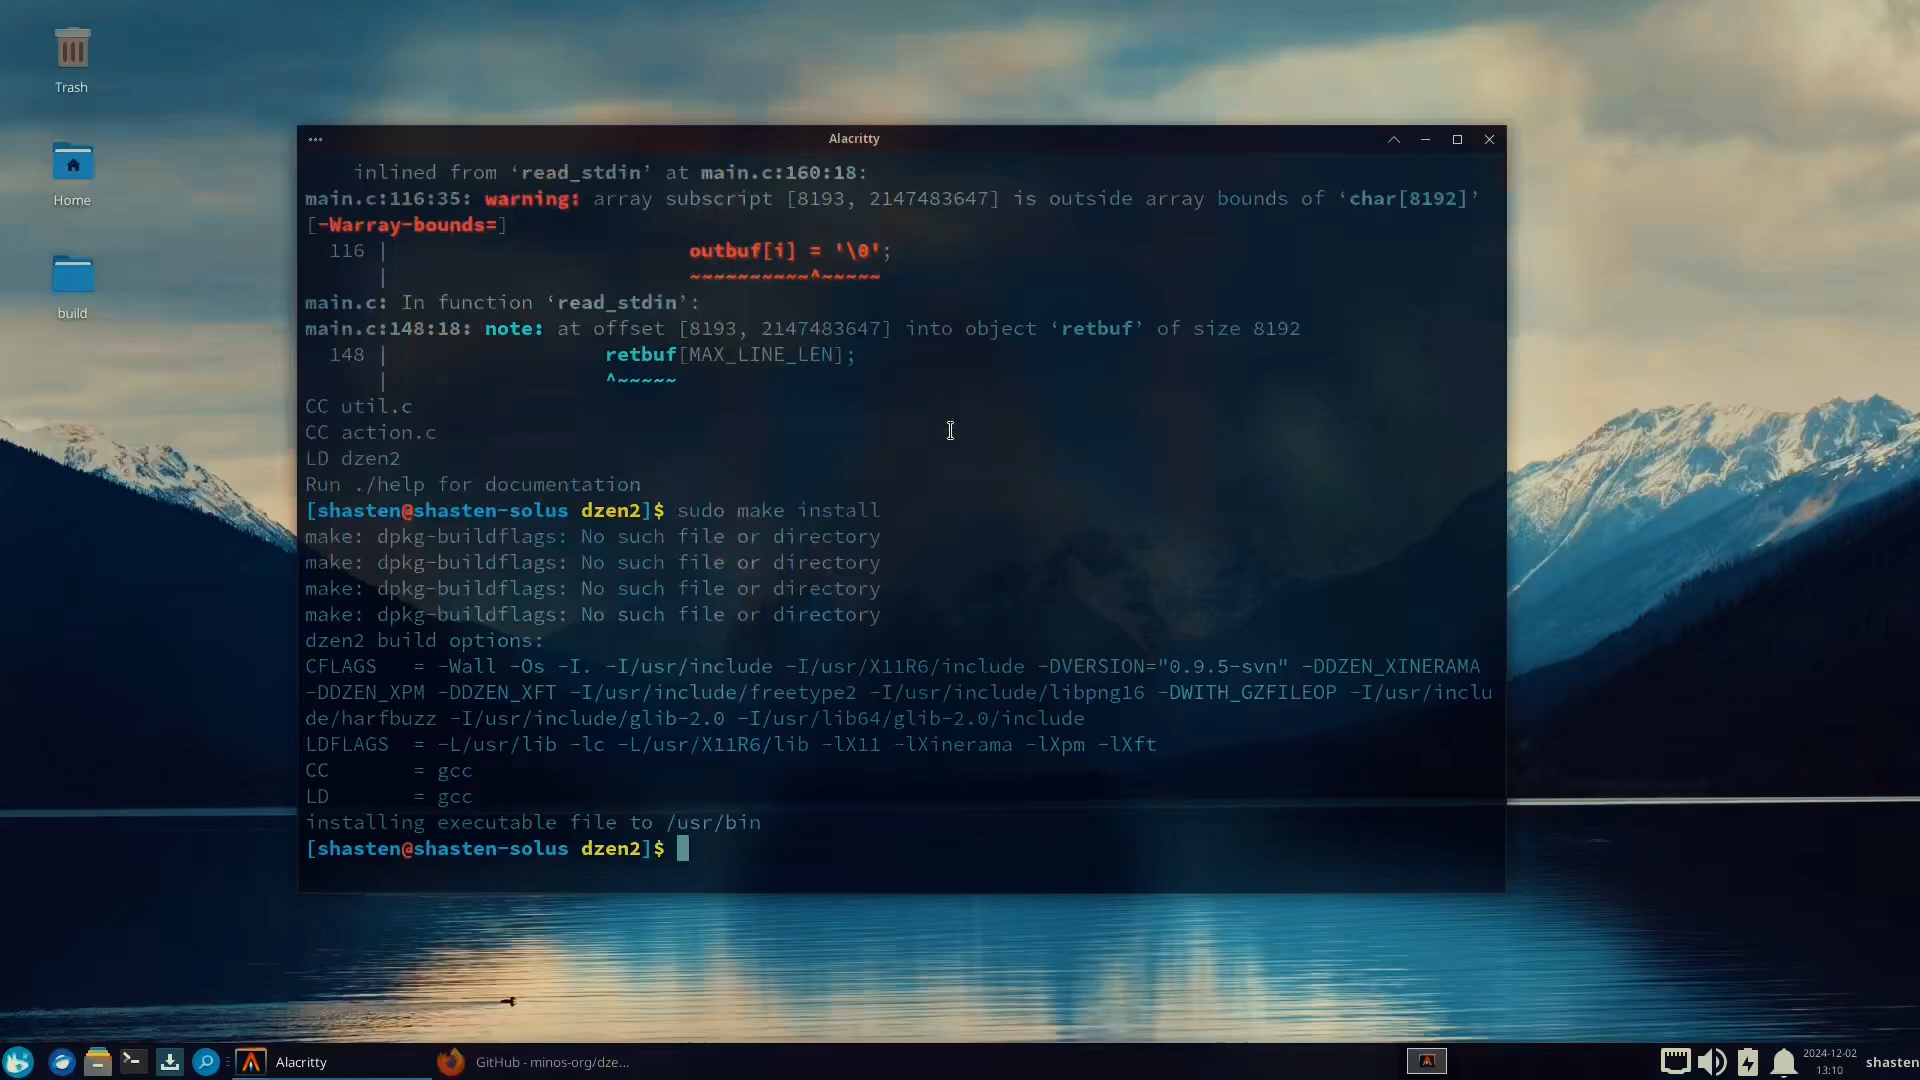 Trash
Home
build
Alacritty
inlined from ‘read_stdin’ at main.c:160:18:
main.c:116:35: warning: array subscript [8193, 2147483647] is outside array bounds of ‘char[8192]’
[-Warray-bounds=]
116 |                         outbuf[i] = '\0';
|                         ~~~~~~~~~~^~~~~~
main.c: In function ‘read_stdin’:
main.c:148:18: note: at offset [8193, 2147483647] into object ‘retbuf’ of size 8192
148 |                  retbuf[MAX_LINE_LEN];
|                  ^~~~~~
CC util.c
CC action.c
LD dzen2
Run ./help for documentation
[shasten@shasten-solus dzen2]$ sudo make install
make: dpkg-buildflags: No such file or directory
make: dpkg-buildflags: No such file or directory
make: dpkg-buildflags: No such file or directory
make: dpkg-buildflags: No such file or directory
dzen2 build options:
CFLAGS   = -Wall -Os -I. -I/usr/include -I/usr/X11R6/include -DVERSION="0.9.5-svn" -DDZEN_XINERAMA
-DDZEN_XPM -DDZEN_XFT -I/usr/include/freetype2 -I/usr/include/libpng16 -DWITH_GZFILEOP -I/usr/inclu
de/harfbuzz -I/usr/include/glib-2.0 -I/usr/lib64/glib-2.0/include
LDFLAGS  = -L/usr/lib -lc -L/usr/X11R6/lib -lX11 -lXinerama -lXpm -lXft
CC       = gcc
LD       = gcc
installing executable file to /usr/bin
[shasten@shasten-solus dzen2]$
Alacritty
GitHub - minos-org/dze...
2024-12-02
13:10
shasten